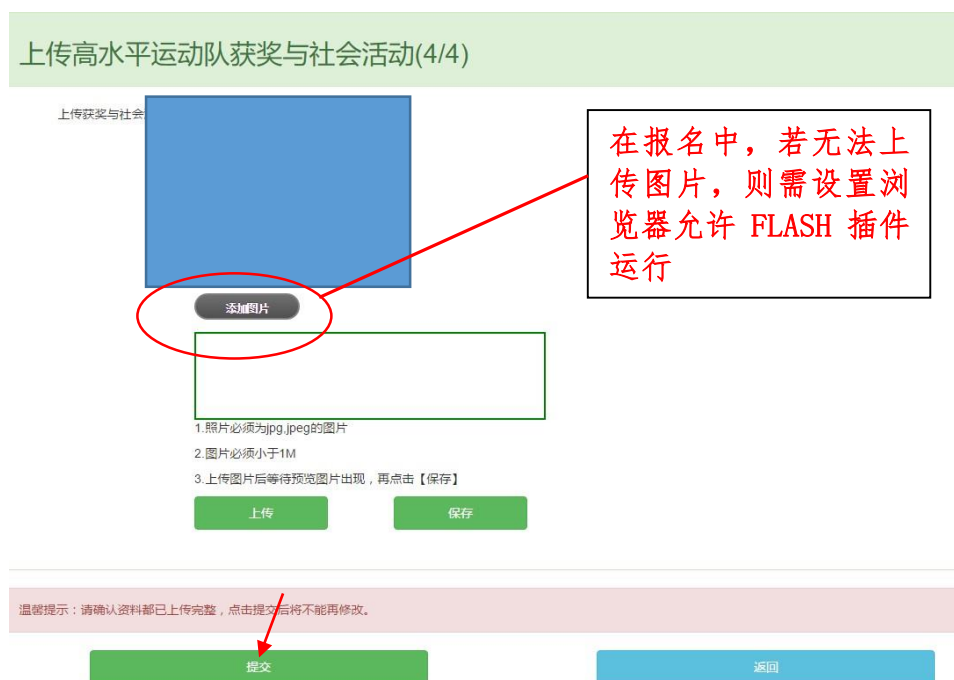 上传高水平运动队获奖与社会活动(4/4)
上传获奖与社会
在报名中，若无法上
传图片，则需设置浏
览器允许 FLASH 插件
运行
添加图片
1.照片必须为jpg.jpeg的图片
2.图片必须小于1M
3.上传图片后等待预览图片出现，再点击【保存】
上传 保存
温馨提示：请确认资料都已上传完整，点击提交后将不能再修改。
提交 返回